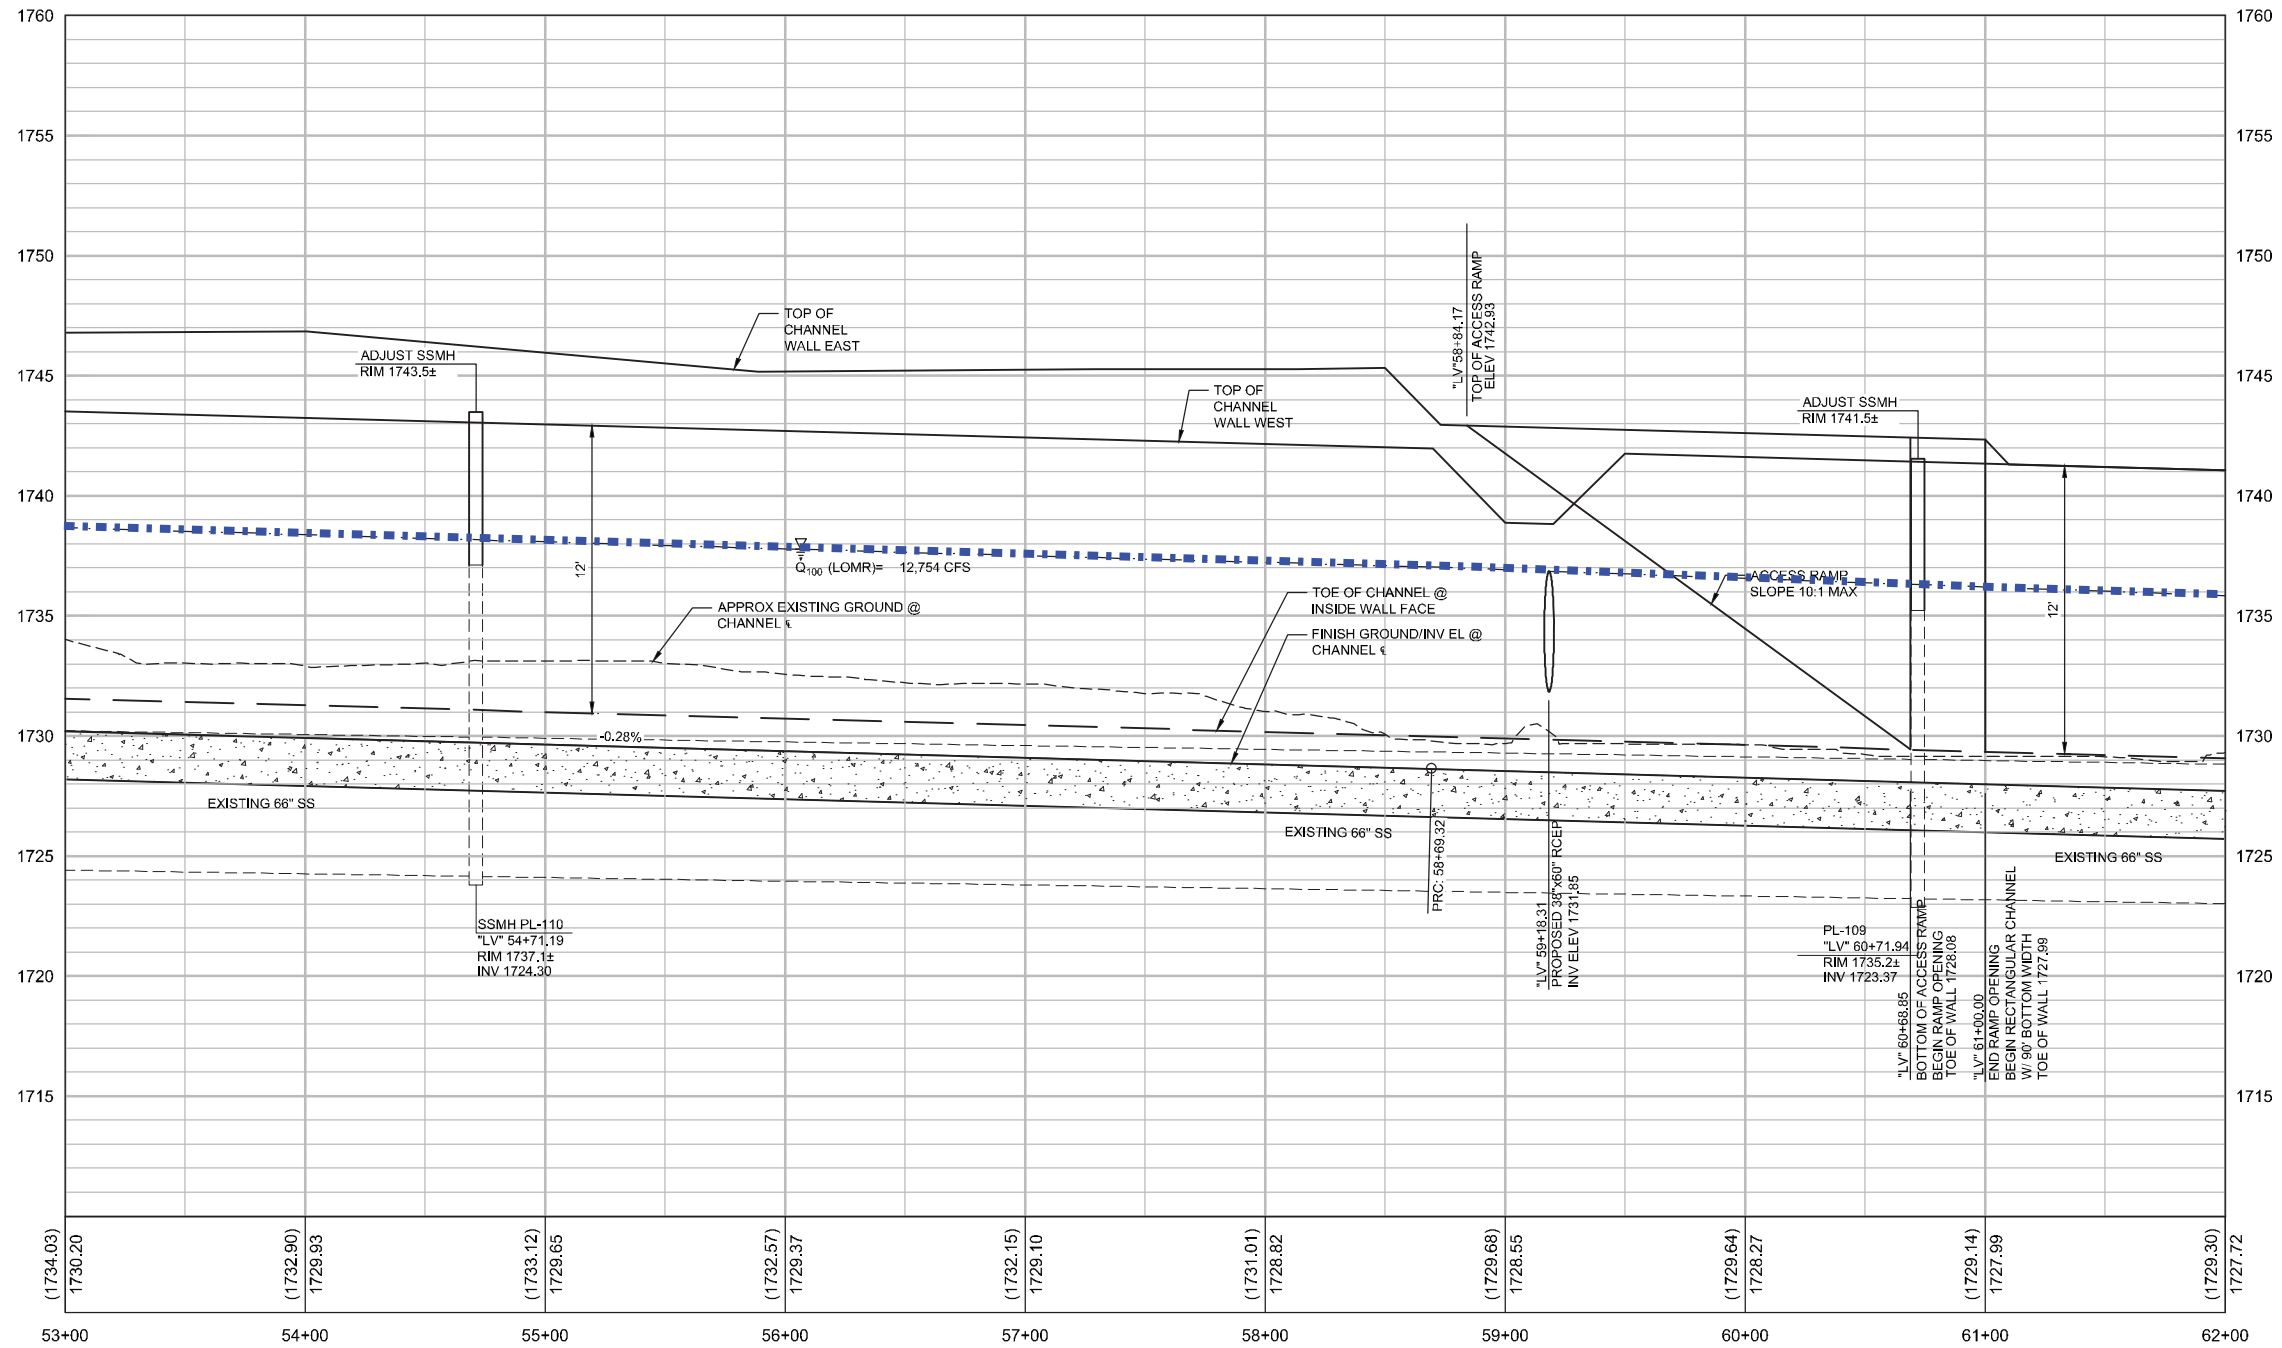 1760
1760
1755
1755
1750
1750
1745
1745
1740
1740
1735
1735
1730
1730
1725
1725
1720
1720
1715
1715
TOP OF
CHANNEL
WALL EAST
ADJUST SSMH
RIM 1743.5±
TOP OF
CHANNEL
WALL WEST
"LV"58+84.17
TOP OF ACCESS RAMP
ELEV 1742.93
ADJUST SSMH
RIM 1741.5±
12'
Q100 (LOMR)= 12,754 CFS
ACCESS RAMP
SLOPE 10:1 MAX
12'
APPROX EXISTING GROUND @
CHANNEL ℄
TOE OF CHANNEL @
INSIDE WALL FACE
FINISH GROUND/INV EL @
CHANNEL ℄
-0.28%
EXISTING 66" SS
EXISTING 66" SS
EXISTING 66" SS
PRC: 58+69.32
SSMH PL-110
"LV" 54+71.19
RIM 1737.1±
INV 1724.30
"LV" 59+18.31
PROPOSED 38"x60" RCEP
INV ELEV 1731.85
PL-109
"LV" 60+71.94
RIM 1735.2±
INV 1723.37
"LV" 60+68.85
BOTTOM OF ACCESS RAMP
BEGIN RAMP OPENING
TOE OF WALL 1728.08
"LV" 61+00.00
END RAMP OPENING
BEGIN RECTANGULAR CHANNEL
W/ 90' BOTTOM WIDTH
TOE OF WALL 1727.99
(1734.03)
1730.20
(1732.90)
1729.93
(1733.12)
1729.65
(1732.57)
1729.37
(1732.15)
1729.10
(1731.01)
1728.82
(1729.68)
1728.55
(1729.64)
1728.27
(1729.14)
1727.99
(1729.30)
1727.72
53+00
54+00
55+00
56+00
57+00
58+00
59+00
60+00
61+00
62+00